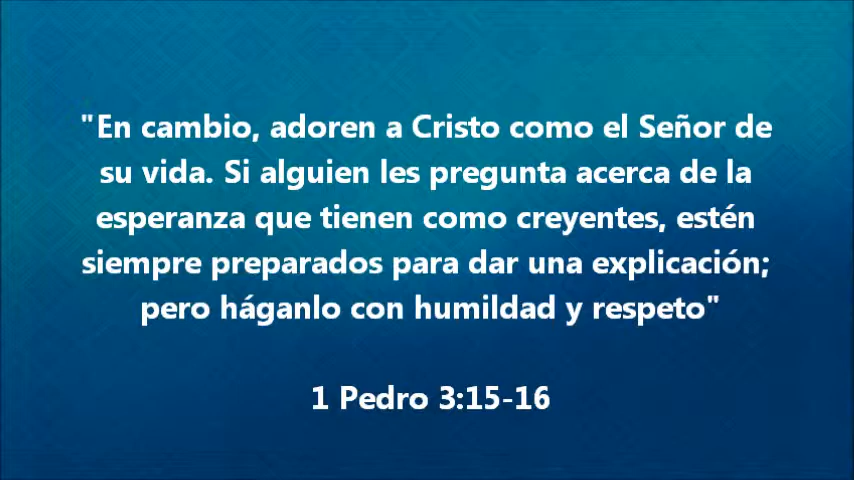 "En cambio, adoren a Cristo como el Señor de
su vida. Si alguien les pregunta acerca de la
esperanza que tienen como creyentes, estén
siempre preparados para dar una explicación;
pero háganlo con humildad y respeto"
1 Pedro 3:15-16